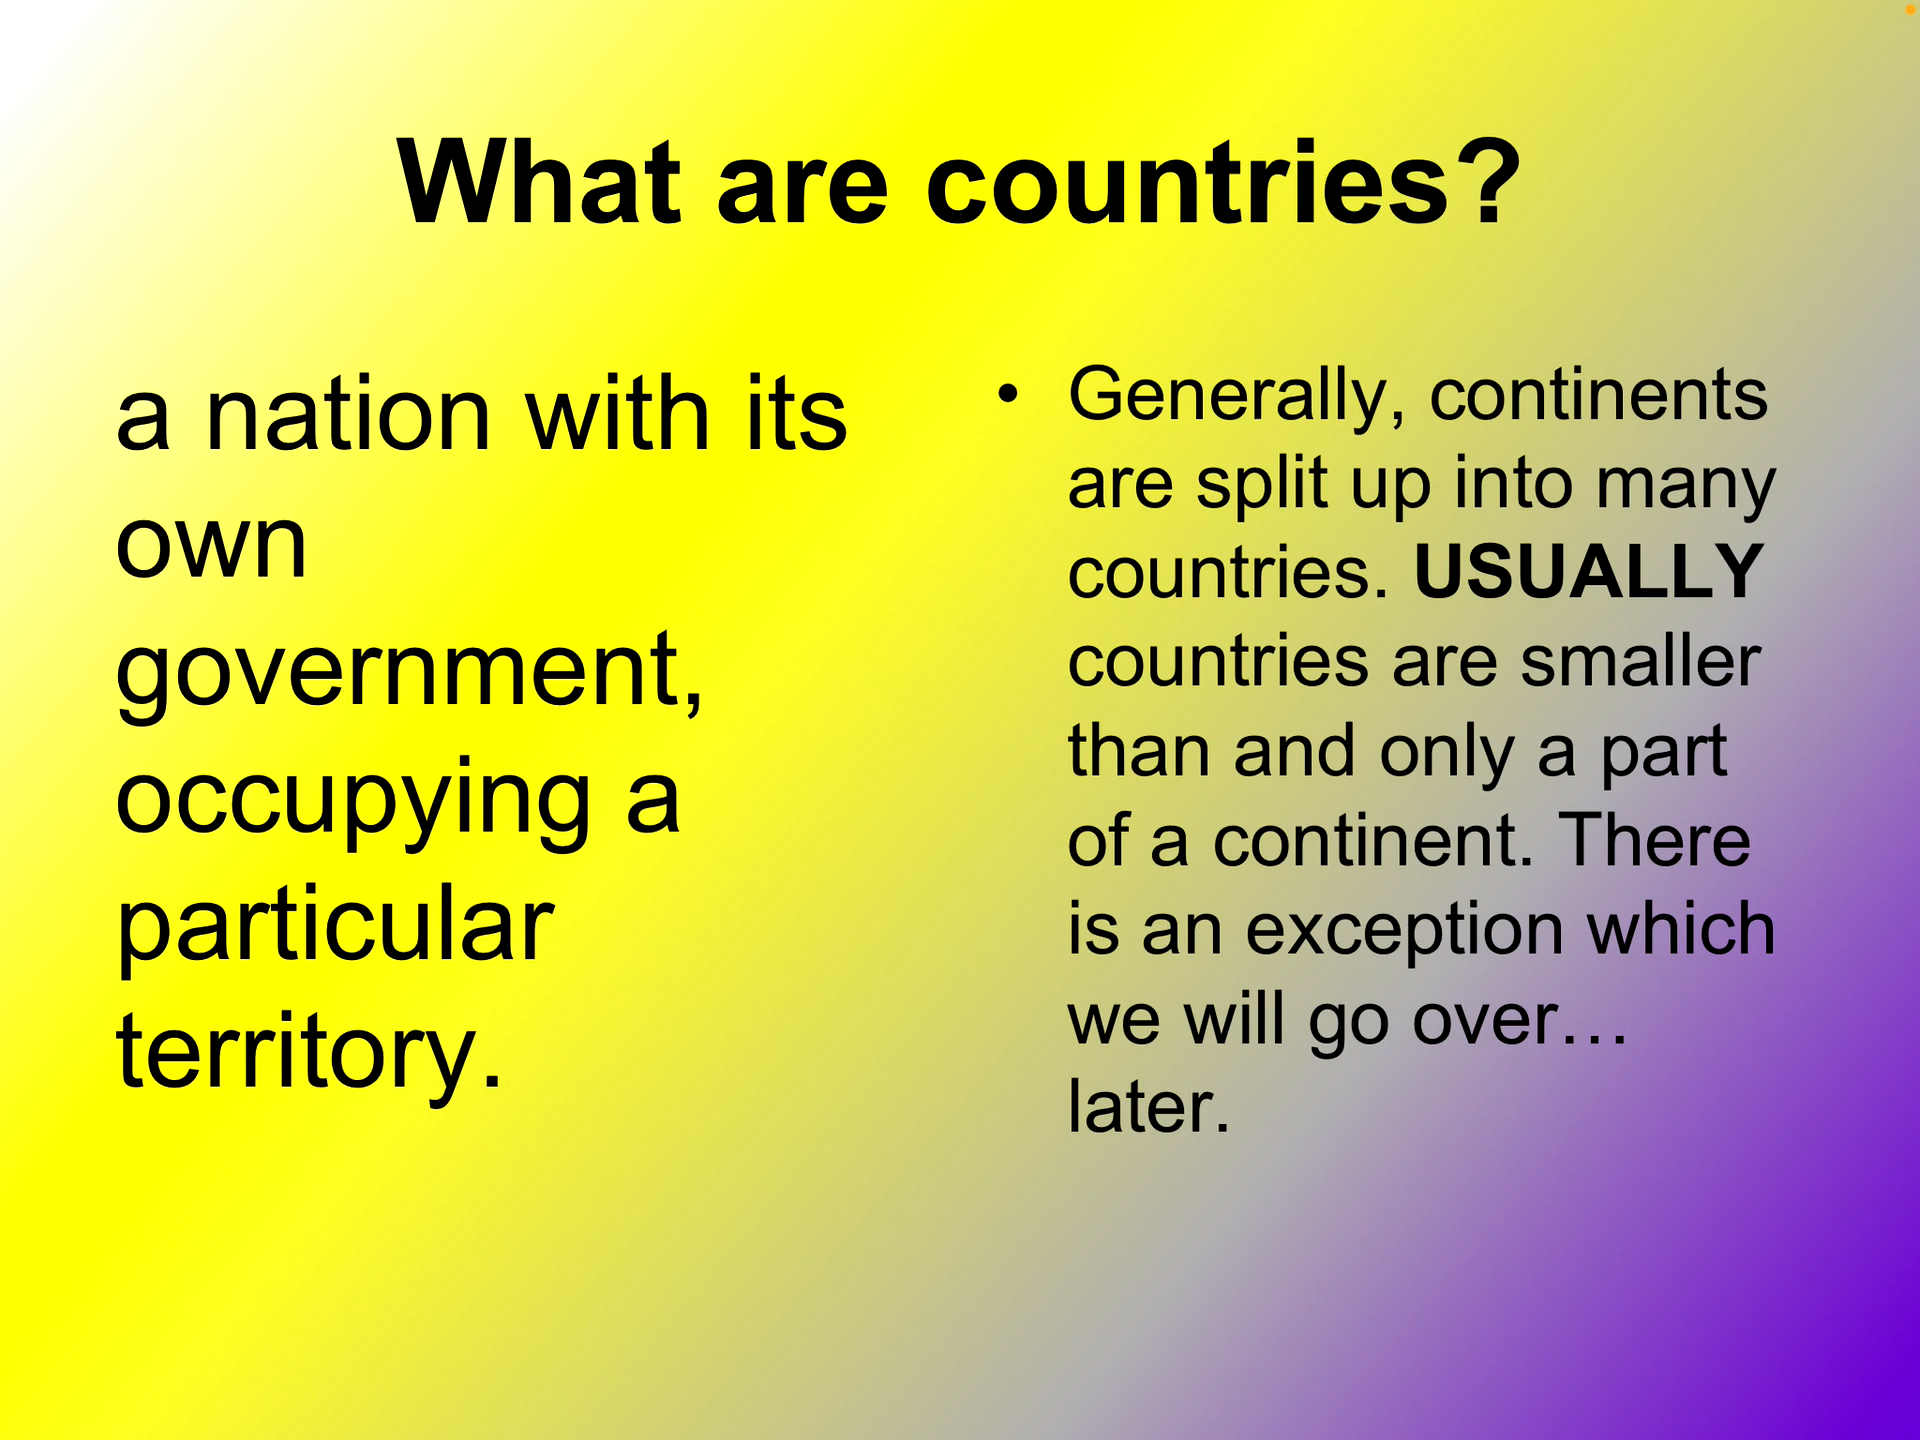 What are countries?
a nation with its
own
government,
occupying a
particular
territory.
• Generally, continents
are split up into many
countries. USUALLY
countries are smaller
than and only a part
of a continent. There
is an exception which
we will go over…
later.